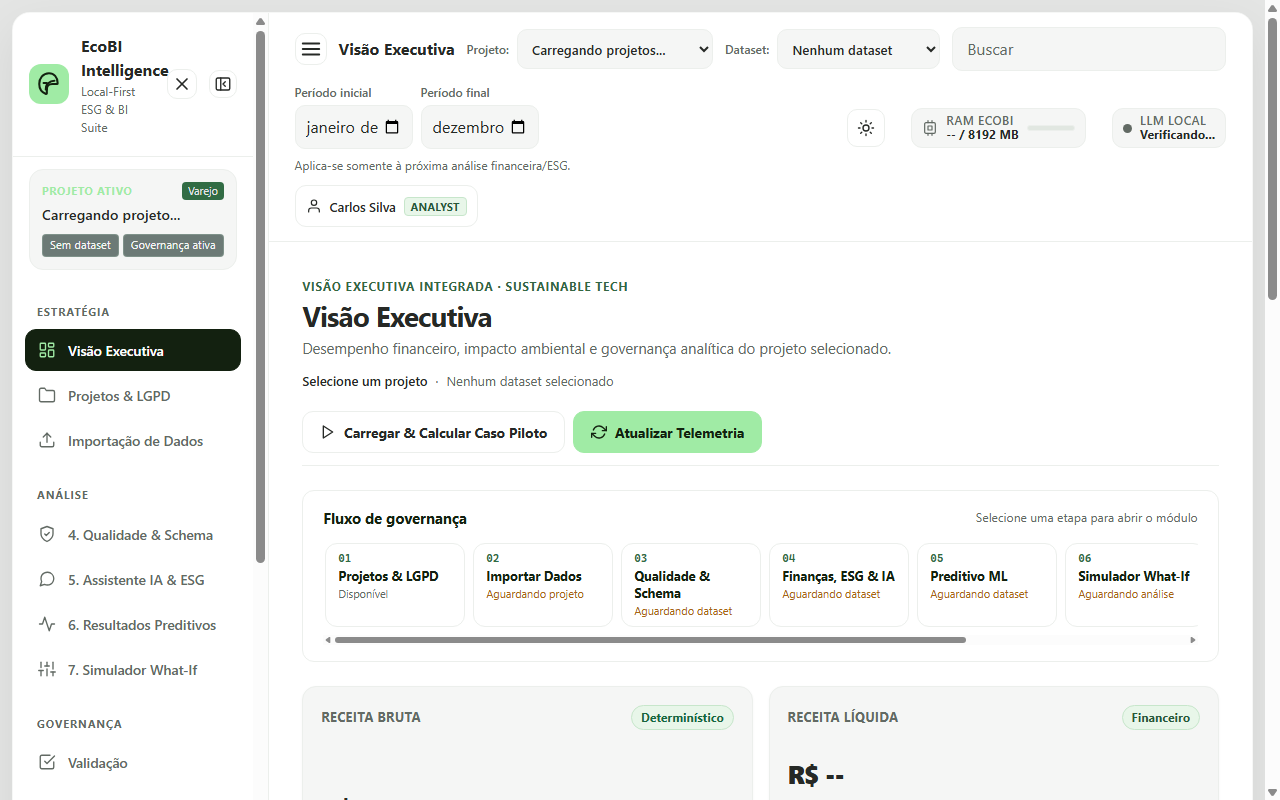 EcoBI
Intelligence
Local-First
ESG & BI
Suite
PROJETO ATIVO
Varejo
Carregando projeto...
Sem dataset
Governança ativa
ESTRATÉGIA
Visão Executiva
Projetos & LGPD
Importação de Dados
ANÁLISE
4. Qualidade & Schema
5. Assistente IA & ESG
6. Resultados Preditivos
7. Simulador What-If
GOVERNANÇA
Validação
Visão Executiva
Projeto:
Carregando projetos...
Dataset:
Nenhum dataset
Buscar
Período inicial
Período final
janeiro de
dezembro
Aplica-se somente à próxima análise financeira/ESG.
RAM ECOBI
-- / 8192 MB
LLM LOCAL
Verificando...
Carlos Silva
ANALYST
VISÃO EXECUTIVA INTEGRADA · SUSTAINABLE TECH
Visão Executiva
Desempenho financeiro, impacto ambiental e governança analítica do projeto selecionado.
Selecione um projeto · Nenhum dataset selecionado
Carregar & Calcular Caso Piloto
Atualizar Telemetria
Fluxo de governança
Selecione uma etapa para abrir o módulo
01
Projetos & LGPD
Disponível
02
Importar Dados
Aguardando projeto
03
Qualidade &
Schema
Aguardando dataset
04
Finanças, ESG & IA
Aguardando dataset
05
Preditivo ML
Aguardando dataset
06
Simulador What-If
Aguardando análise
RECEITA BRUTA
Determinístico
RECEITA LÍQUIDA
Financeiro
R$ --